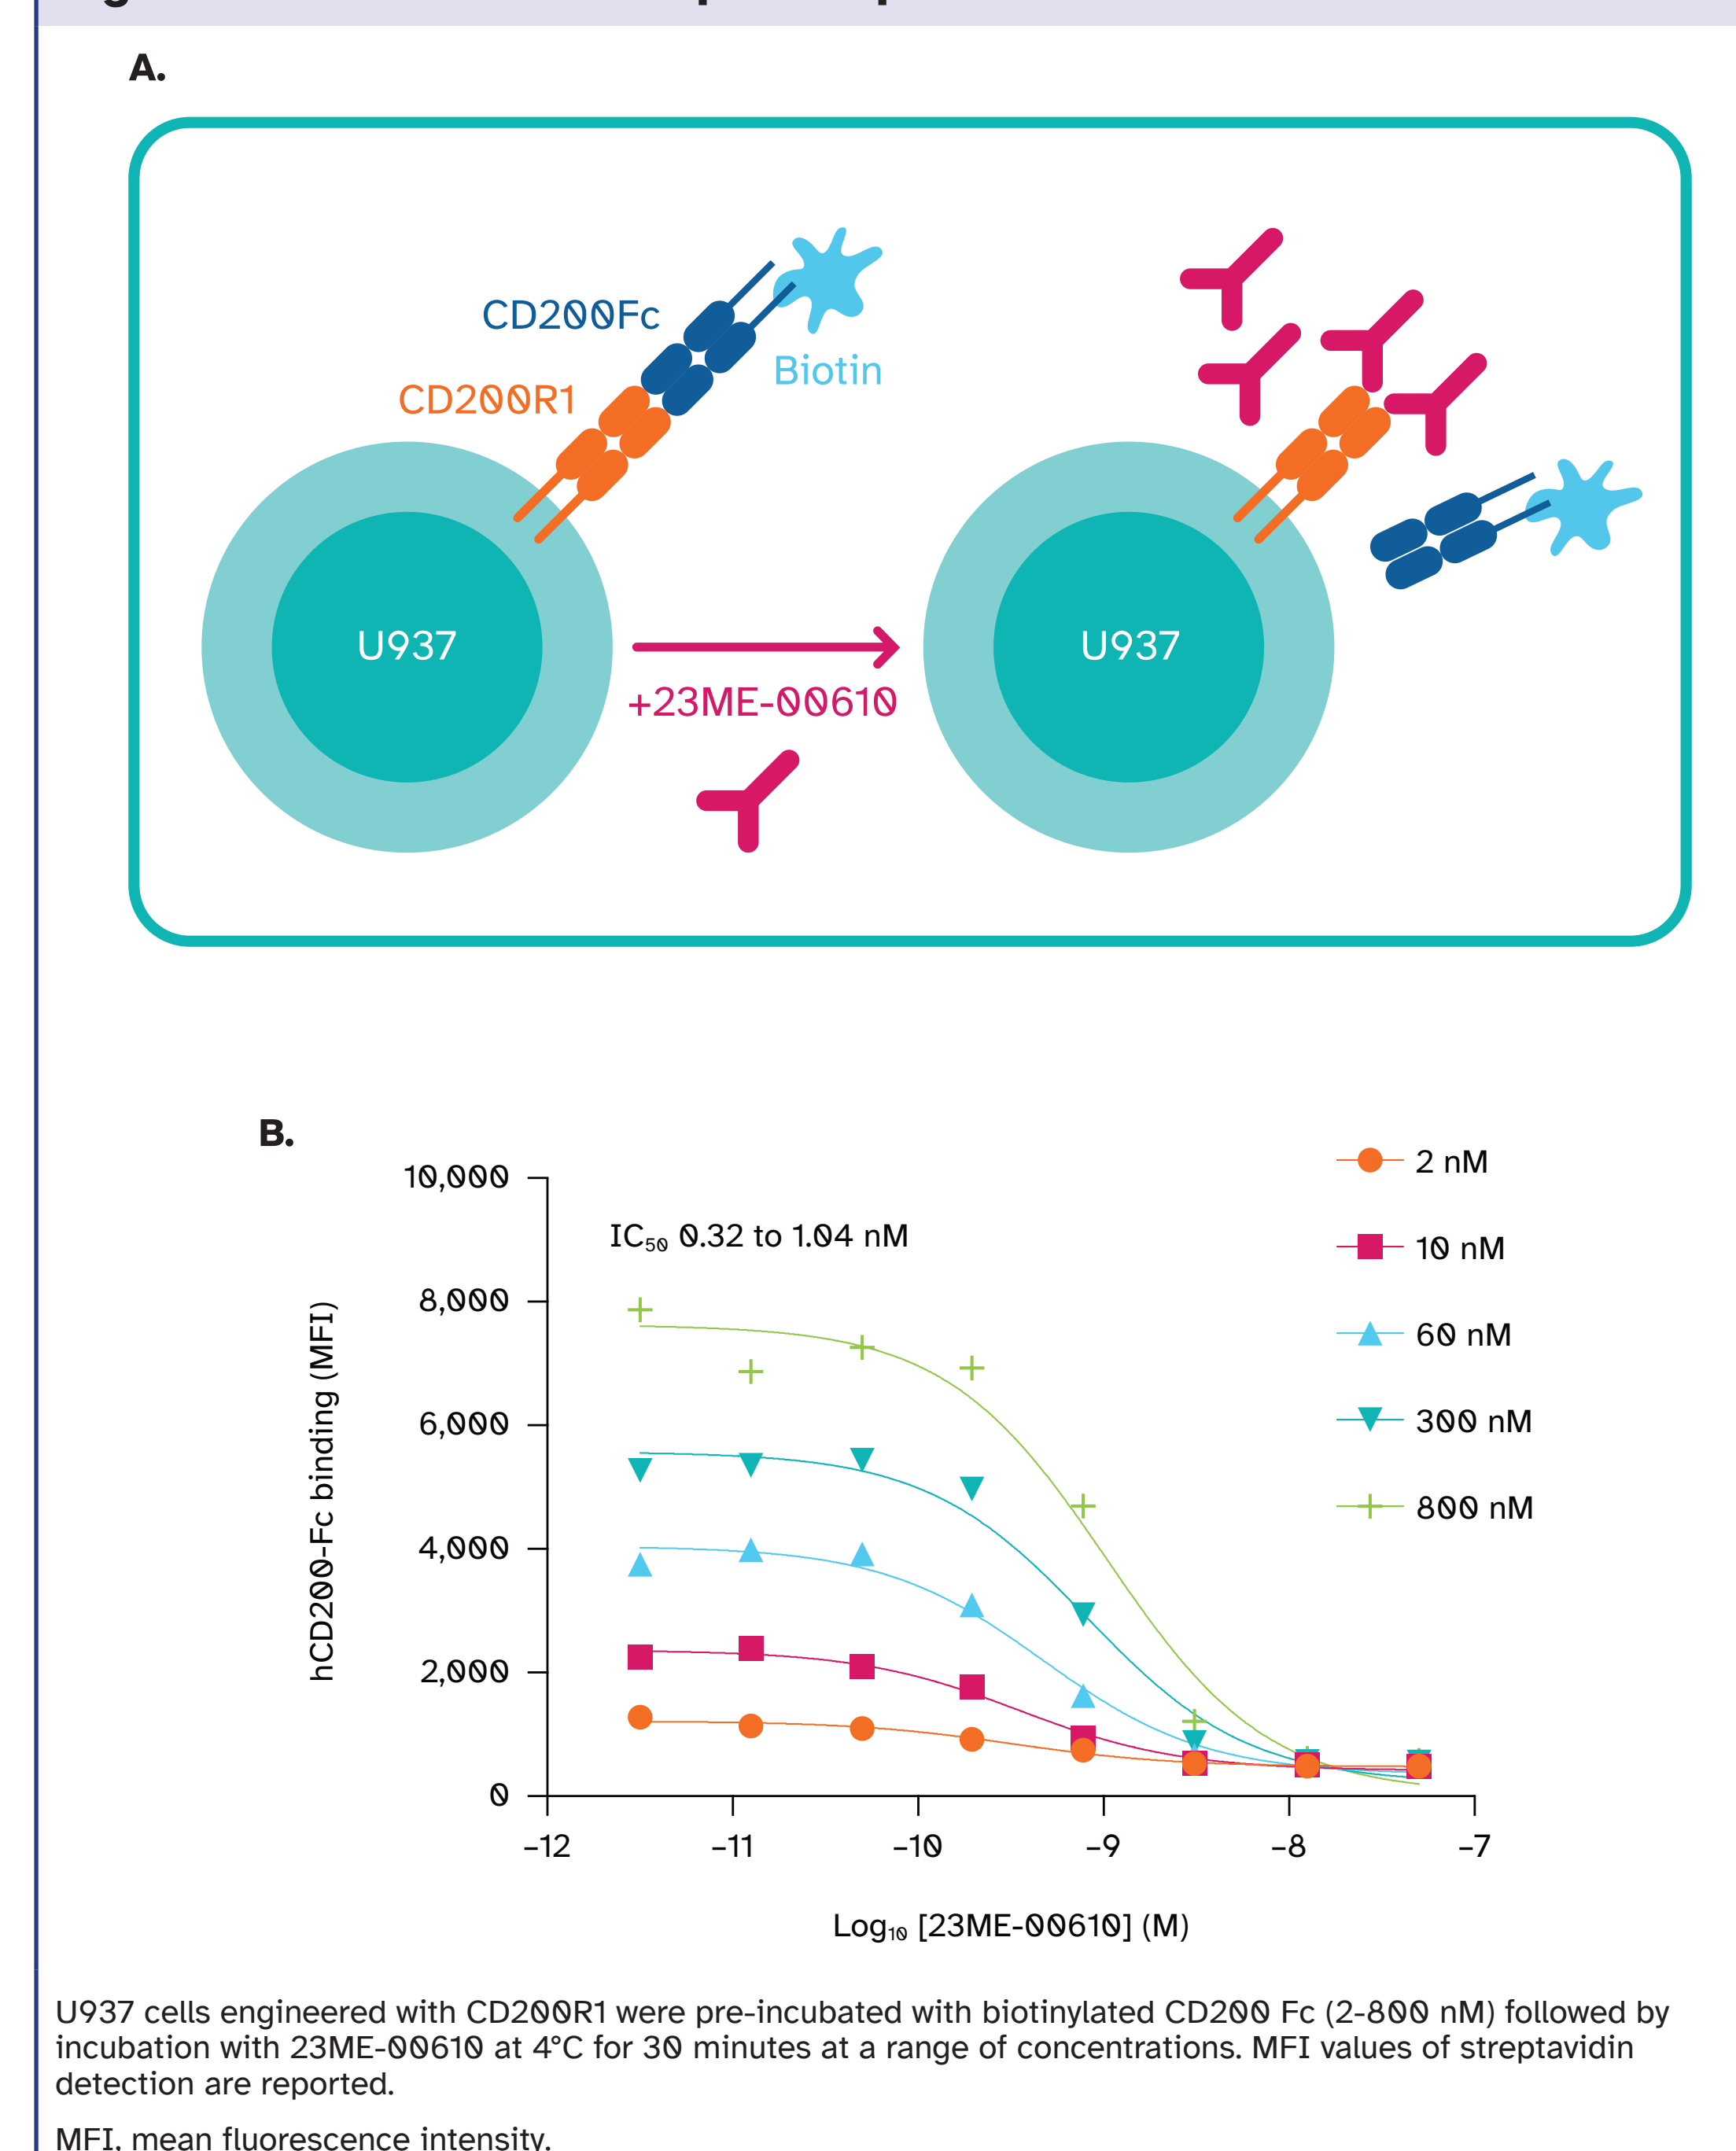 A.
CD200Fc
Biotin
CD200R1
U937
U937
+23ME-00610
B.
10,000
8,000
6,000
4,000
2,000
0
hCD200-Fc binding (MFI)
IC50 0.32 to 1.04 nM
2 nM
10 nM
60 nM
300 nM
800 nM
–12
–11
–10
–9
–8
–7
Log10 [23ME-00610] (M)
U937 cells engineered with CD200R1 were pre-incubated with biotinylated CD200 Fc (2-800 nM) followed by
incubation with 23ME-00610 at 4°C for 30 minutes at a range of concentrations. MFI values of streptavidin
detection are reported.
MFI, mean fluorescence intensity.